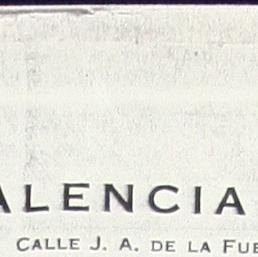 ALENCIA
CALLE J. A. DE LA FUE